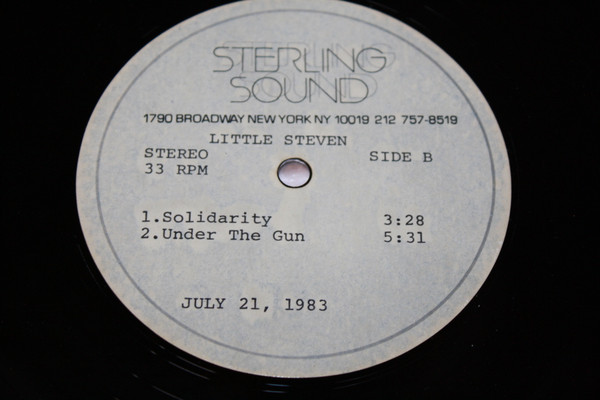 STERLING
SOUND
1790 BROADWAY NEW YORK NY 10019 212 757-8519
LITTLE STEVEN
STEREO SIDE B
33 RPM
1.Solidarity 3:28
2.Under The Gun 5:31
JULY 21, 1983